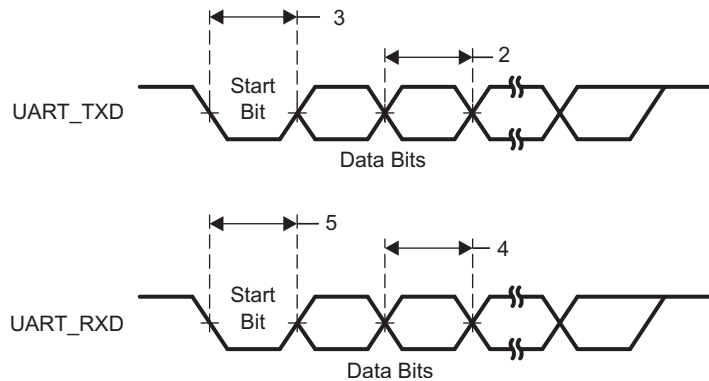 3
2
Start
Bit
UART_TXD
Data Bits
5
4
Start
Bit
UART_RXD
Data Bits